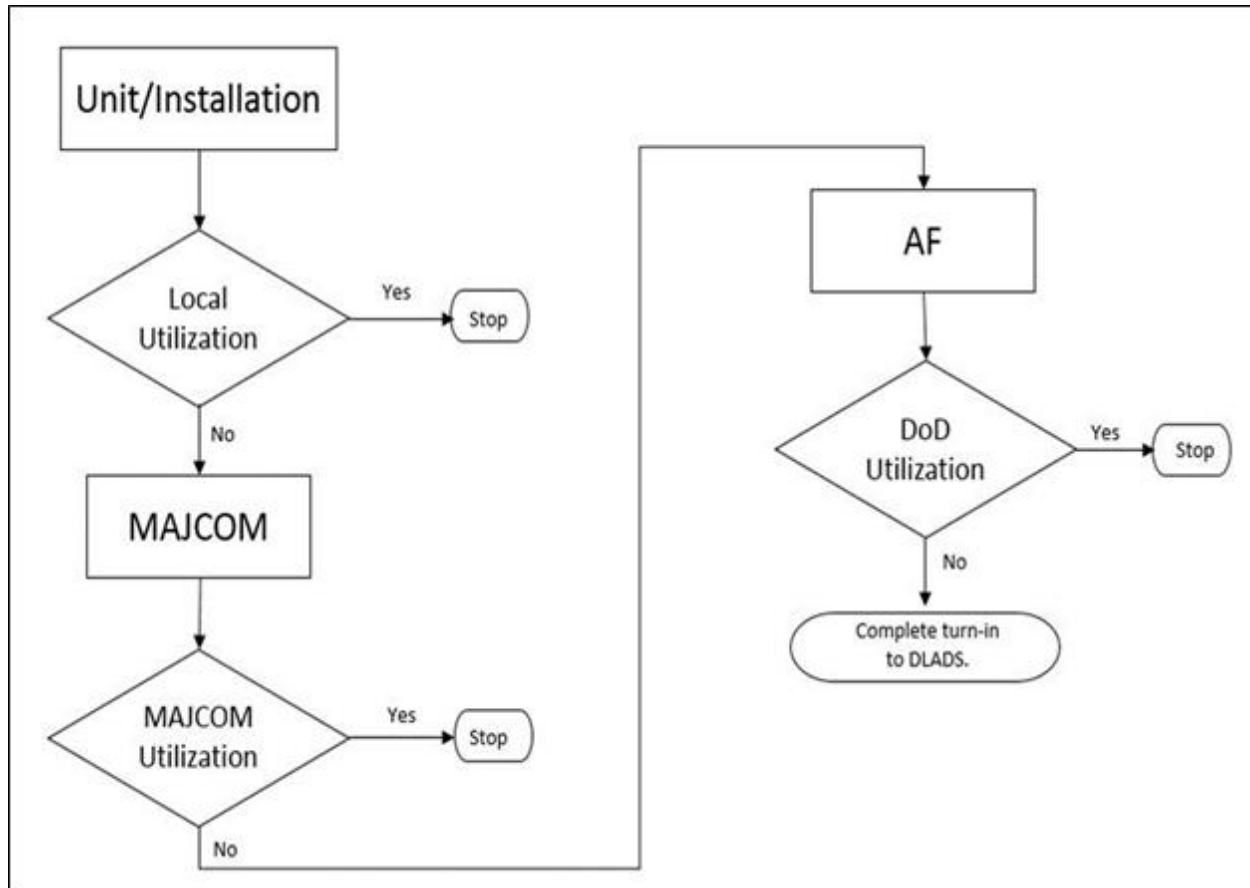 Unit/Installation
Local
Utilization
Yes
Stop
No
MAJCOM
MAJCOM
Utilization
Yes
Stop
No
AF
DoD
Utilization
Yes
Stop
No
Complete turn-in
to DLADS.